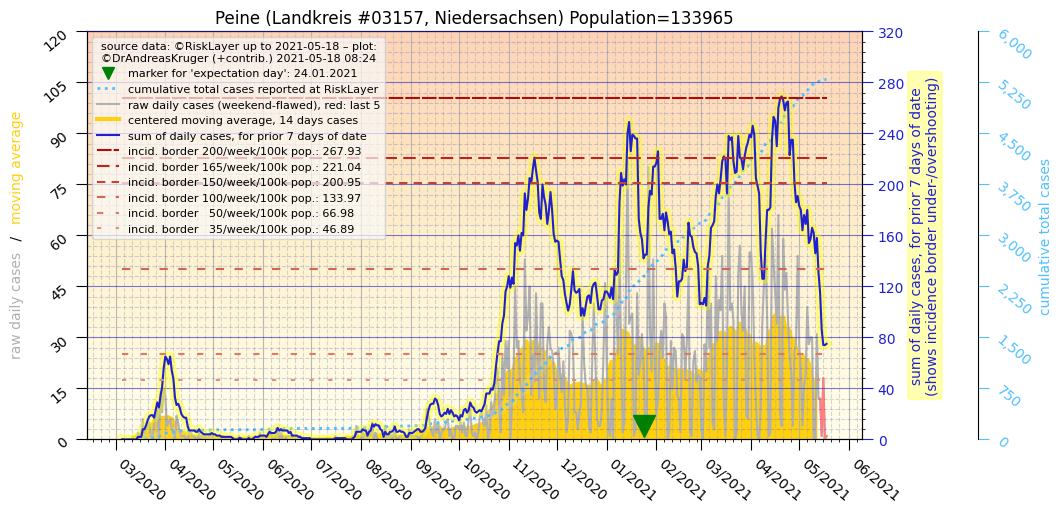 Peine (Landkreis #03157, Niedersachsen) Population=133965
source data: ©RiskLayer up to 2021-05-18 – plot:
©DrAndreasKruger (+contrib.) 2021-05-18 08:24
marker for 'expectation day': 24.01.2021
cumulative total cases reported at RiskLayer
raw daily cases (weekend-flawed), red: last 5
centered moving average, 14 days cases
sum of daily cases, for prior 7 days of date
incid. border 200/week/100k pop.: 267.93
incid. border 165/week/100k pop.: 221.04
incid. border 150/week/100k pop.: 200.95
incid. border 100/week/100k pop.: 133.97
incid. border 50/week/100k pop.: 66.98
incid. border 35/week/100k pop.: 46.89
raw daily cases / moving average
120
105
90
75
60
45
30
15
0
03/2020
04/2020
05/2020
06/2020
07/2020
08/2020
09/2020
10/2020
11/2020
12/2020
01/2021
02/2021
03/2021
04/2021
05/2021
06/2021
320
280
240
200
160
120
80
40
0
sum of daily cases, for prior 7 days of date
(shows incidence border under-/overshooting)
6,000
5,250
4,500
3,750
3,000
2,250
1,500
750
0
cumulative total cases